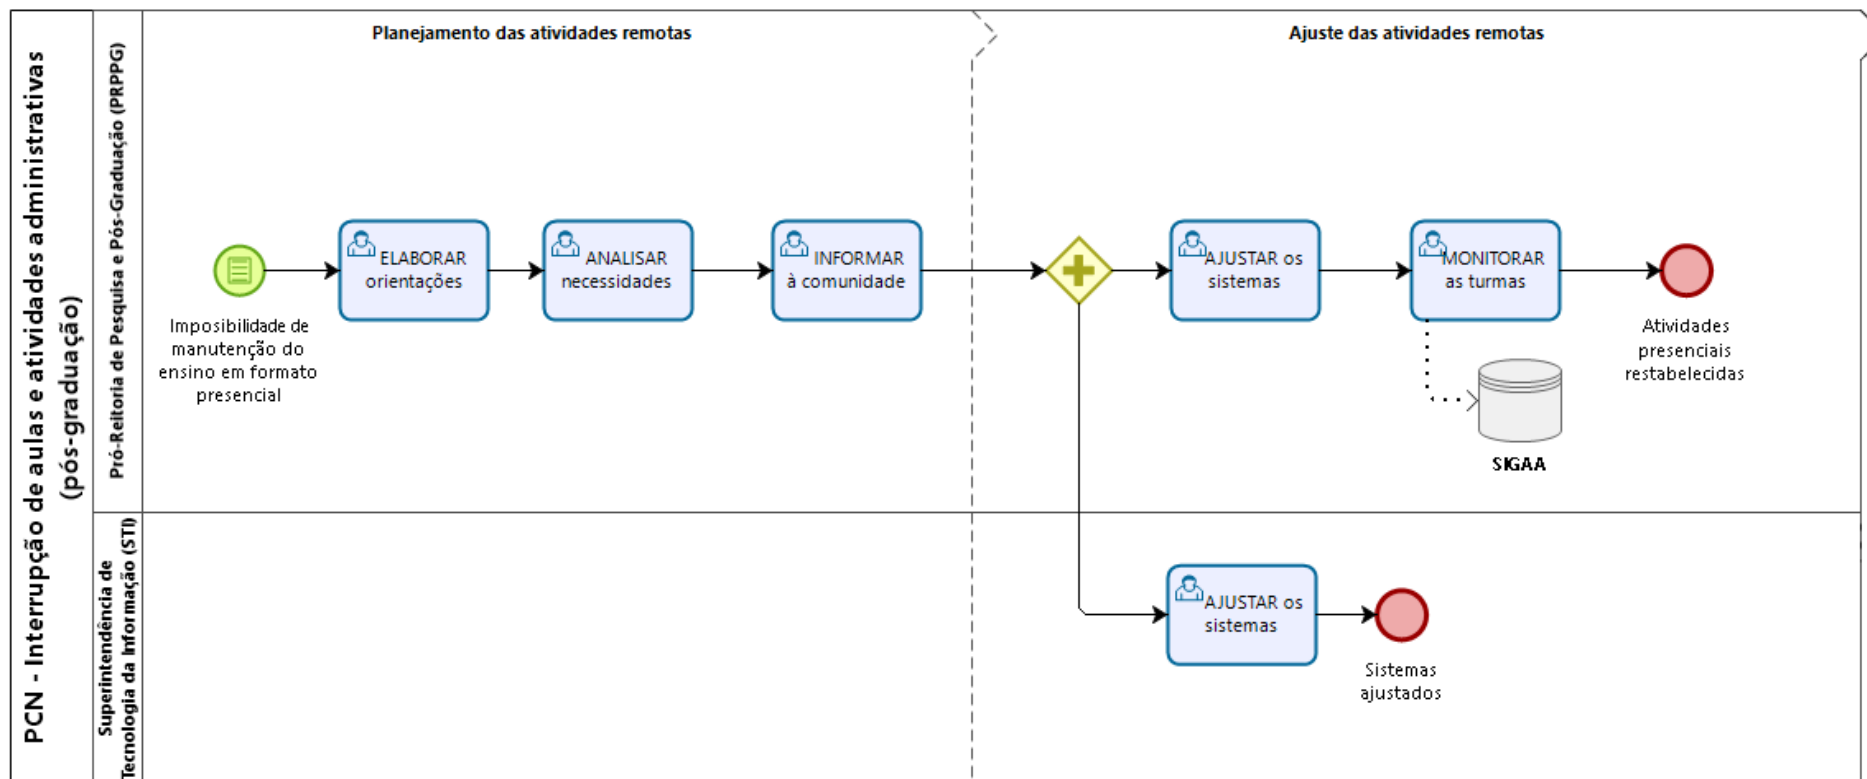 PCN - Interrupção de aulas e atividades administrativas
(pós-graduação)
Pró-Reitoria de Pesquisa e Pós-Graduação (PRPPG)
Planejamento das atividades remotas
Ajuste das atividades remotas
Imposibilidade de
manutenção do
ensino em formato
presencial
ELABORAR
orientações
ANALISAR
necessidades
INFORMAR
à comunidade
AJUSTAR os
sistemas
MONITORAR
as turmas
SIGAA
Atividades
presenciais
restabelecidas
Superintendência de
Tecnologia da Informação (STI)
AJUSTAR os
sistemas
Sistemas
ajustados